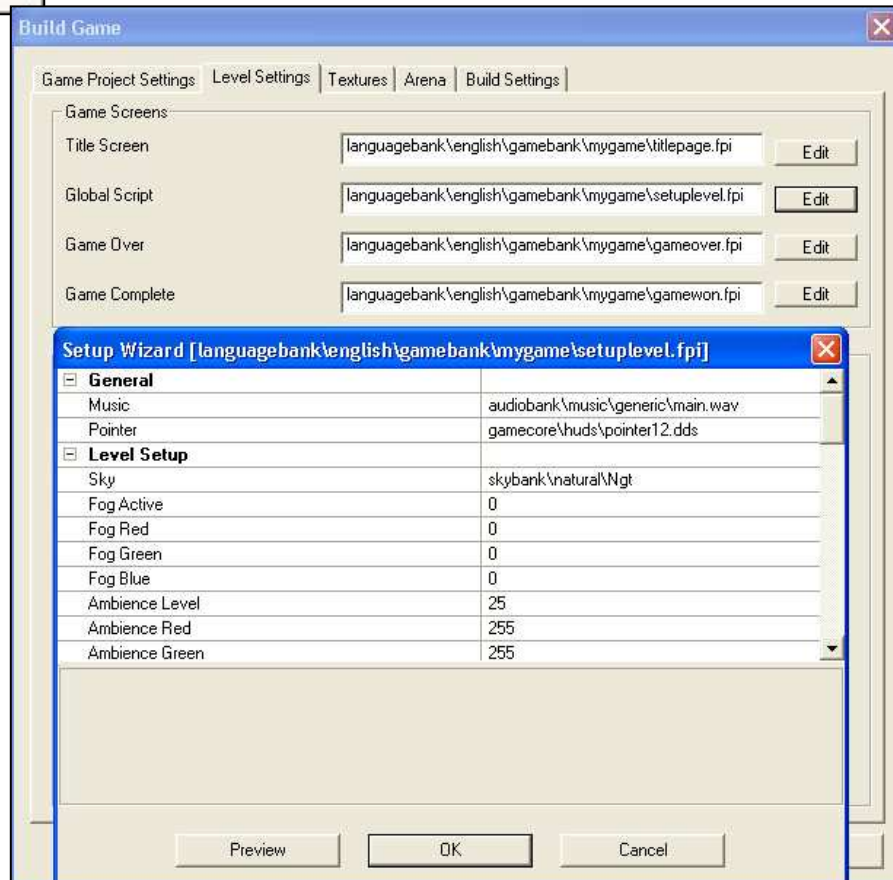 Build Game
Game Project Settings Level Settings Textures Arena Build Settings
Game Screens
Title Screen languagebank\english\gamebank\mygame\titlepage.fpi Edit
Global Script languagebank\english\gamebank\mygame\setuplevel.fpi Edit
Game Over languagebank\english\gamebank\mygame\gameover.fpi Edit
Game Complete languagebank\english\gamebank\mygame\gamewon.fpi Edit
Setup Wizard [languagebank\english\gamebank\mygame\setuplevel.fpi]
General
Music audiobank\music\generic\main.wav
Pointer gamecore\huds\pointer12.dds
Level Setup
Sky skybank\natural\Ngt
Fog Active 0
Fog Red 0
Fog Green 0
Fog Blue 0
Ambience Level 25
Ambience Red 255
Ambience Green 255
Preview OK Cancel